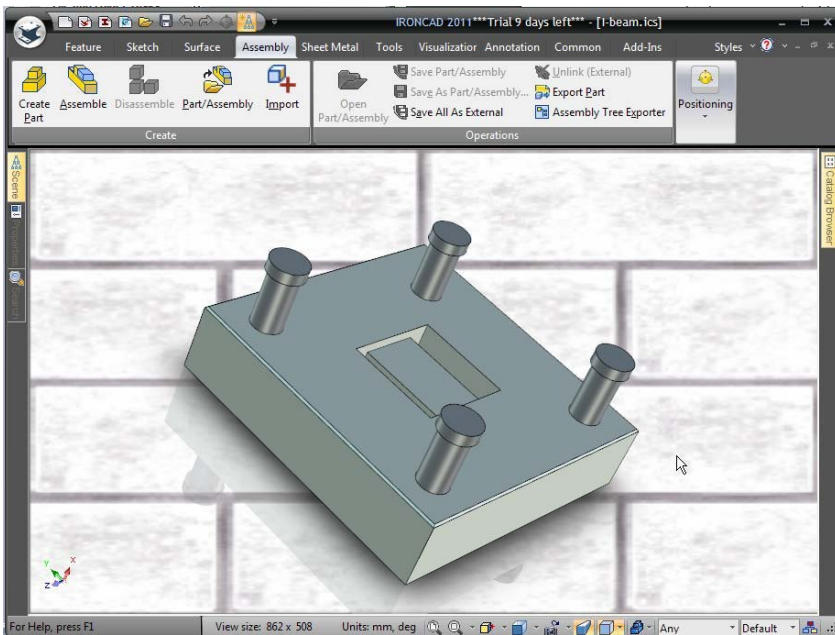 IRONCAD 2011***Trial 9 days left*** - [I-beam.ics]
Feature Sketch Surface Assembly Sheet Metal Tools Visualization Annotation Common Add-Ins Styles
Create Part Assemble Disassemble Part/Assembly Import
Create
Open Part/Assembly
Save Part/Assembly
Save As Part/Assembly...
Save All As External
Unlink (External)
Export Part
Assembly Tree Exporter
Operations
Positioning
Scene
Properties
Search
Catalog Browser
Y X
Z
For Help, press F1 View size: 862 x 508 Units: mm, deg Any Default